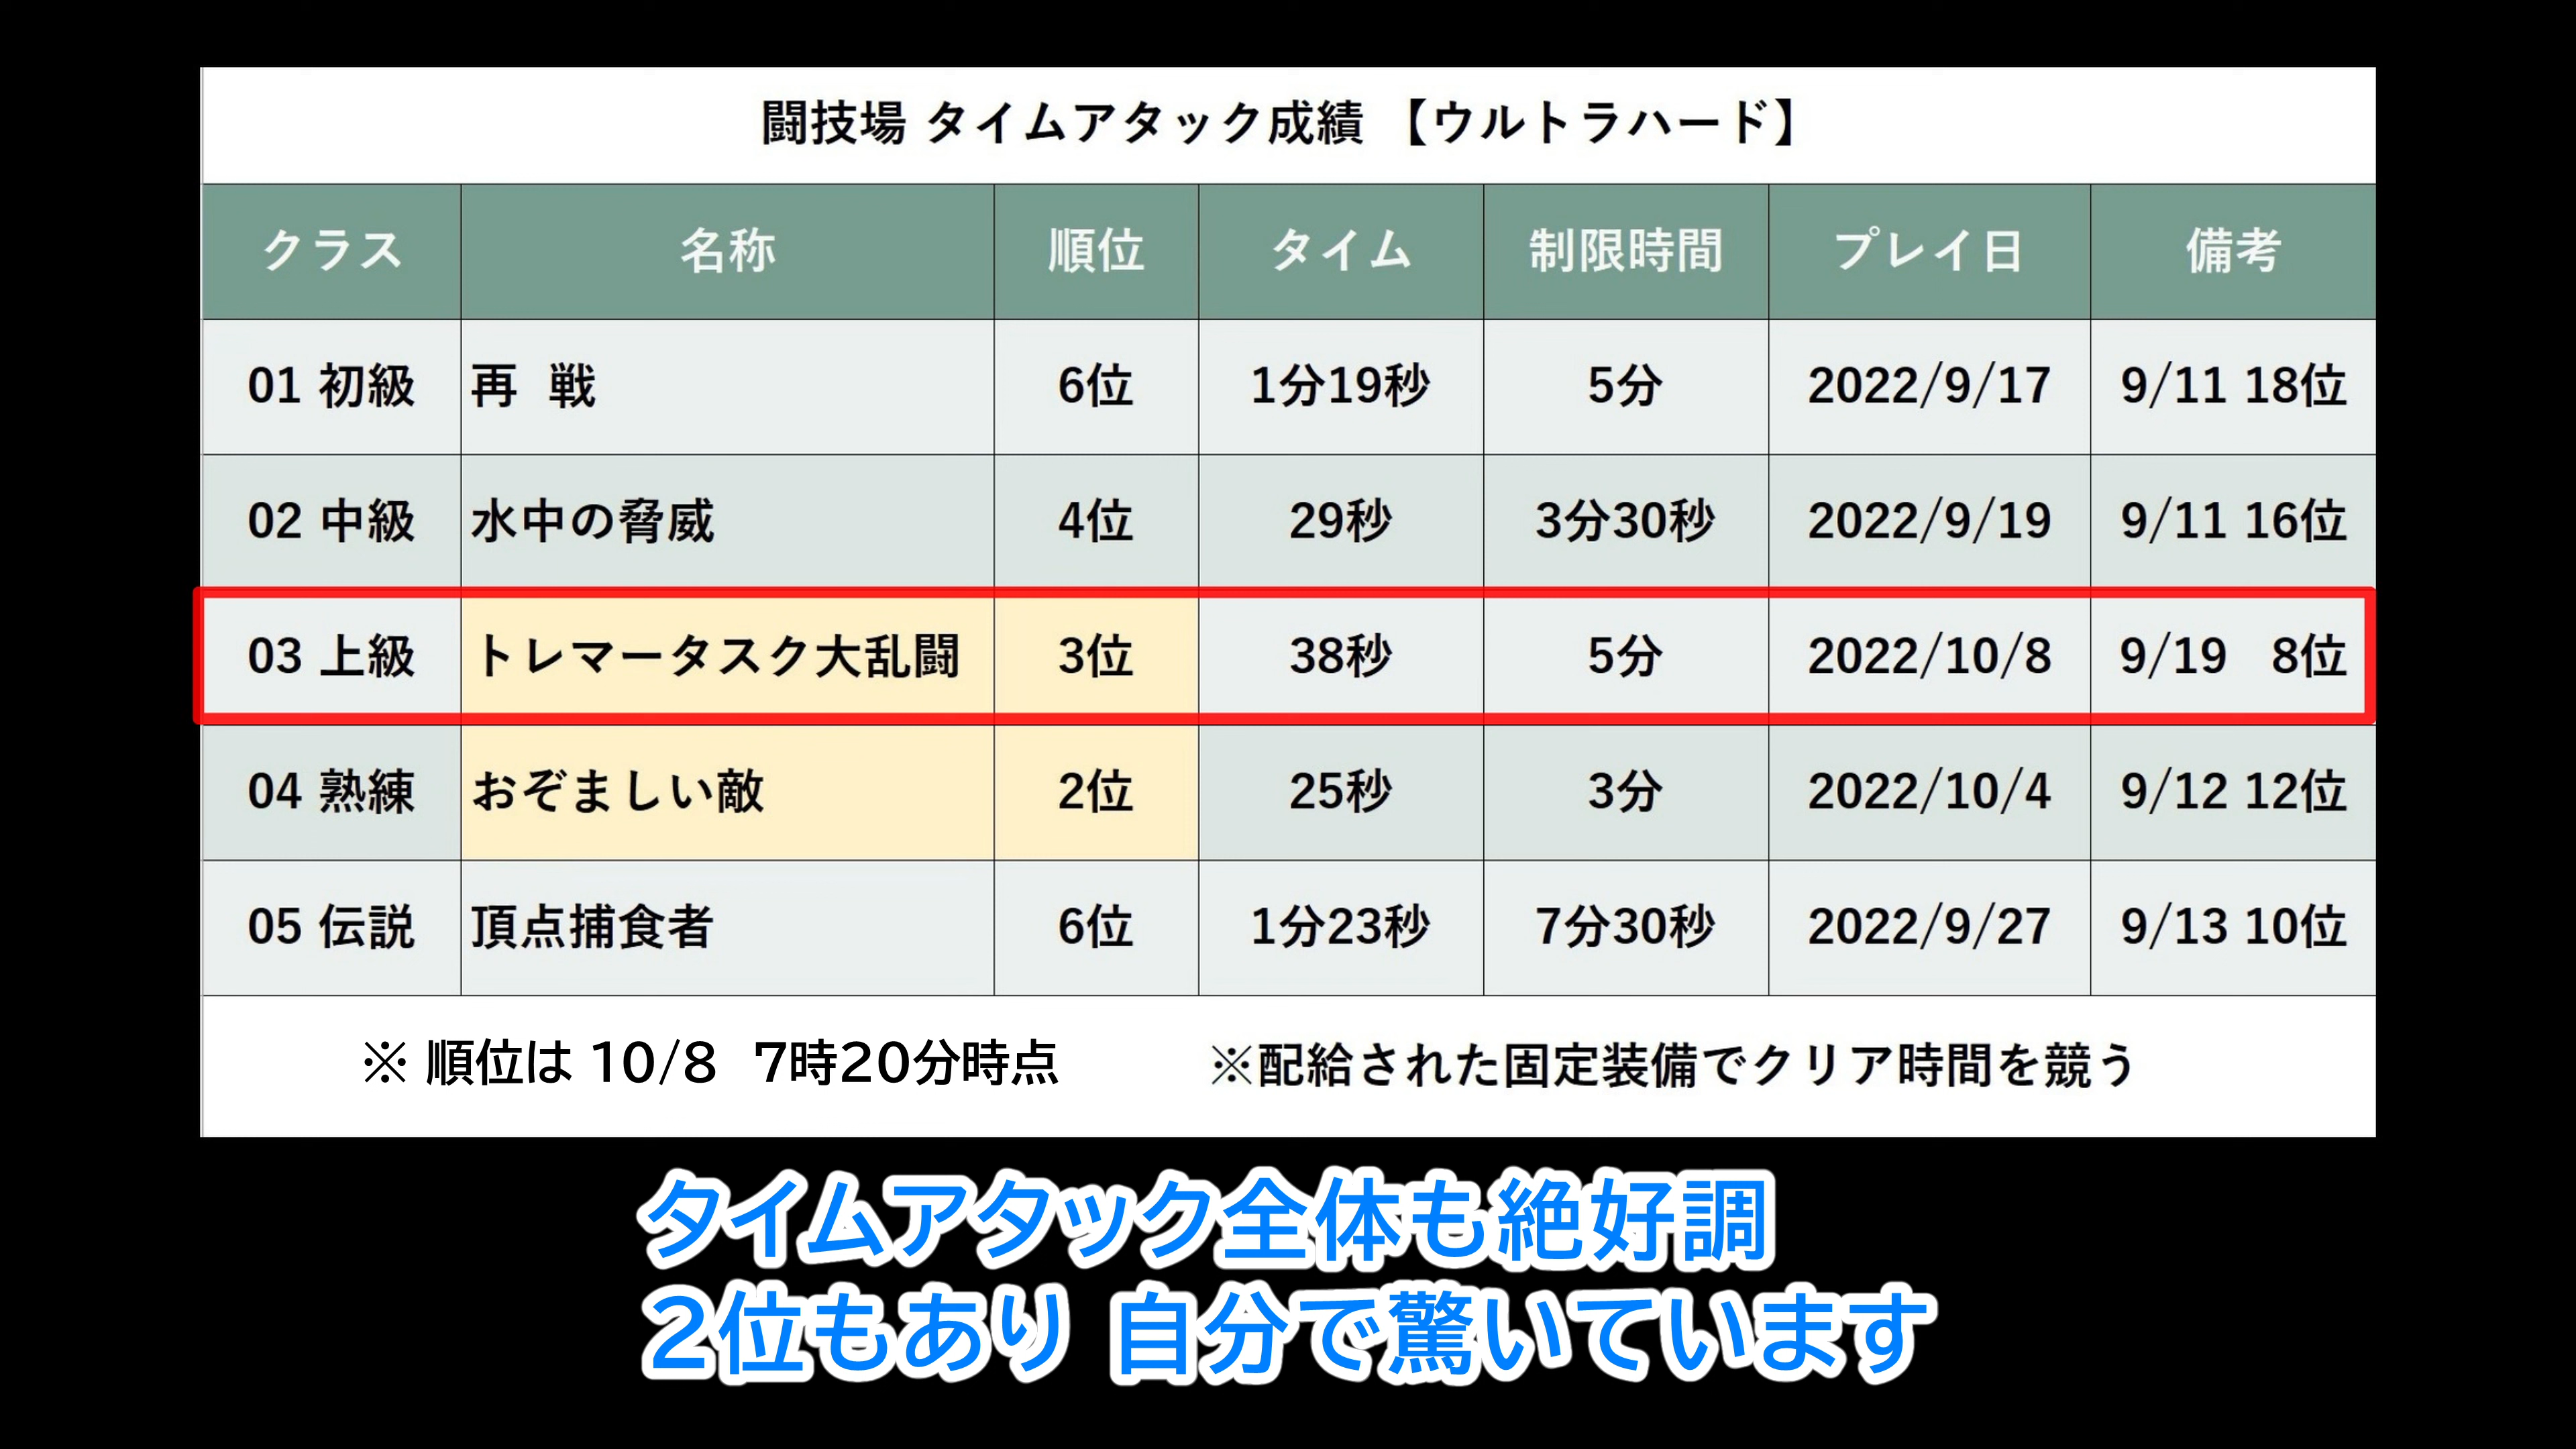 闘技場 タイムアタック成績 【ウルトラハード】
クラス 名称 順位 タイム 制限時間 プレイ日 備考
01 初級 再 戦 6位 1分19秒 5分 2022/9/17 9/11 18位
02 中級 水中の脅威 4位 29秒 3分30秒 2022/9/19 9/11 16位
03 上級 トレマータスク大乱闘 3位 38秒 5分 2022/10/8 9/19 8位
04 熟練 おぞましい敵 2位 25秒 3分 2022/10/4 9/12 12位
05 伝説 頂点捕食者 6位 1分23秒 7分30秒 2022/9/27 9/13 10位
※ 順位は 10/8 7時20分時点 ※配給された固定装備でクリア時間を競う
タイムアタック全体も絶好調
2位もあり 自分で驚いています